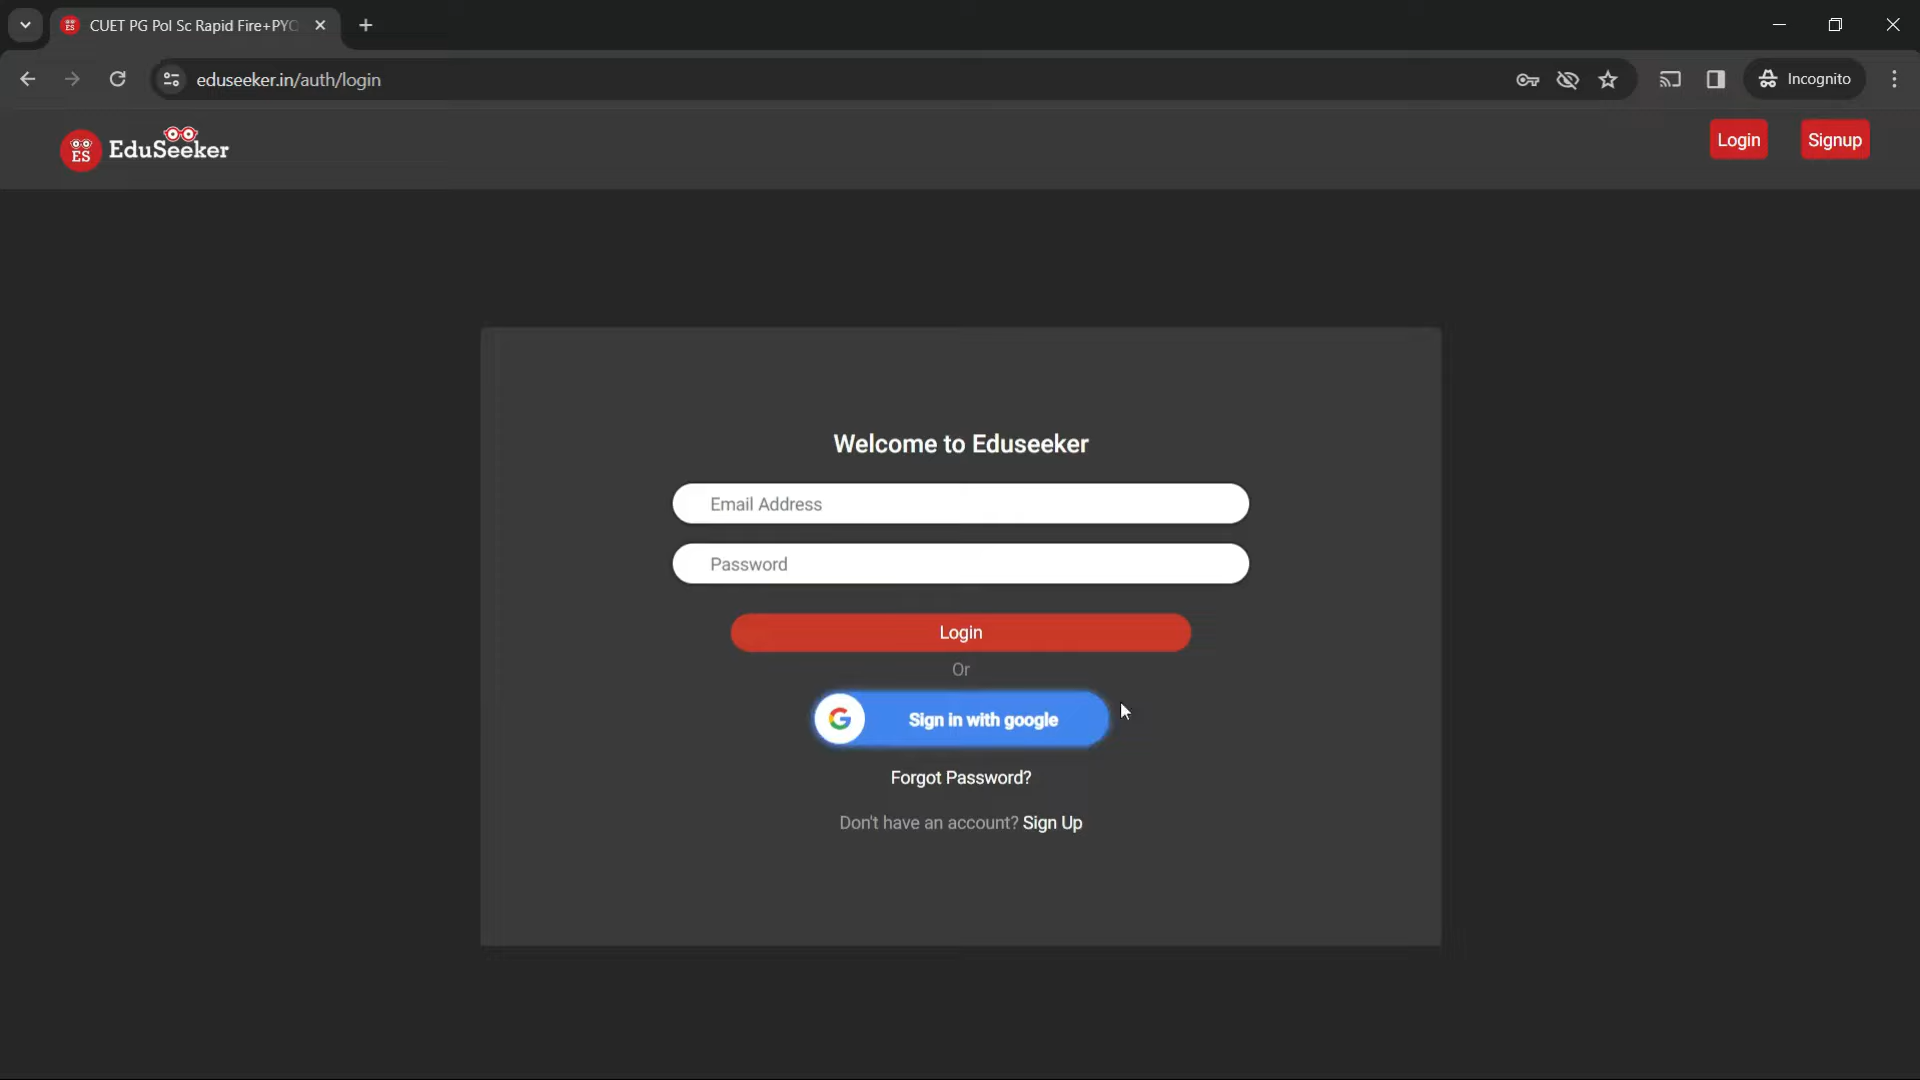 CUET PG Pol Sc Rapid Fire+PYQ
eduseeker.in/auth/login
Incognito
ES
EduSeeker
Login
Signup
Welcome to Eduseeker
Email Address
Password
Login
Or
G
Sign in with google
Forgot Password?
Don't have an account? Sign Up